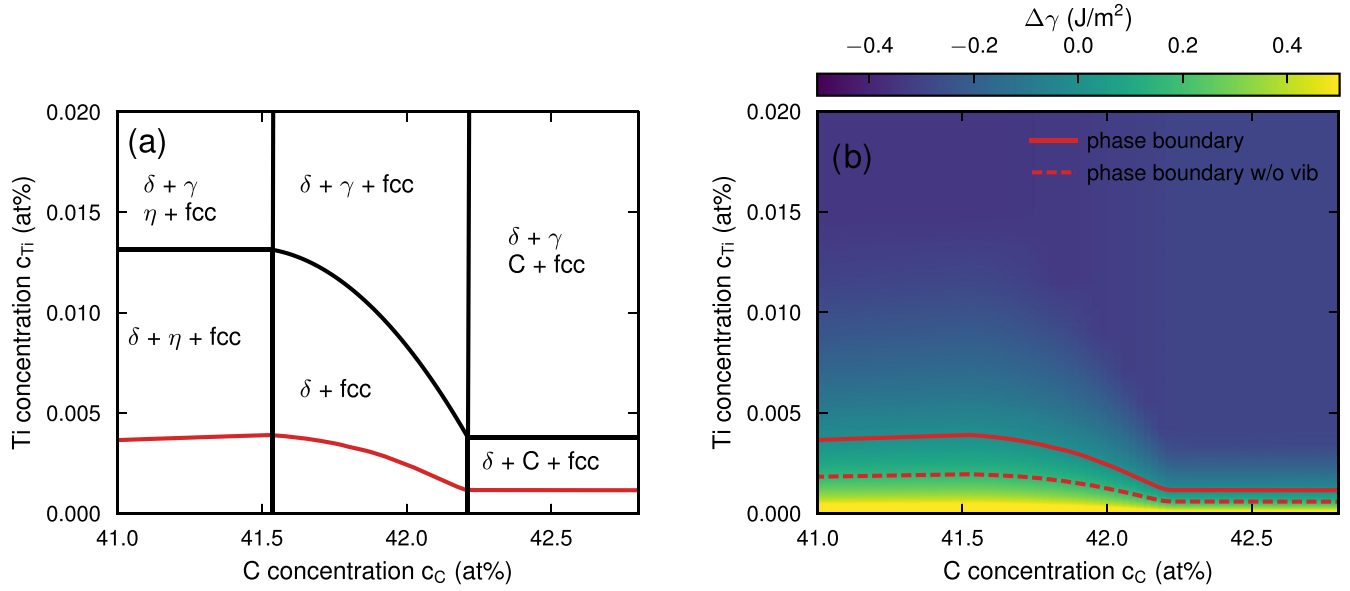 (a)
δ + γ
η + fcc
δ + γ + fcc
δ + γ
C + fcc
δ + η + fcc
δ + fcc
δ + C + fcc
0.020
0.015
0.010
0.005
0.000
Ti concentration c_Ti (at%)
41.0 41.5 42.0 42.5
C concentration c_C (at%)
Δγ (J/m²)
−0.4 −0.2 0.0 0.2 0.4
(b)
phase boundary
phase boundary w/o vib
0.020
0.015
0.010
0.005
0.000
Ti concentration c_Ti (at%)
41.0 41.5 42.0 42.5
C concentration c_C (at%)